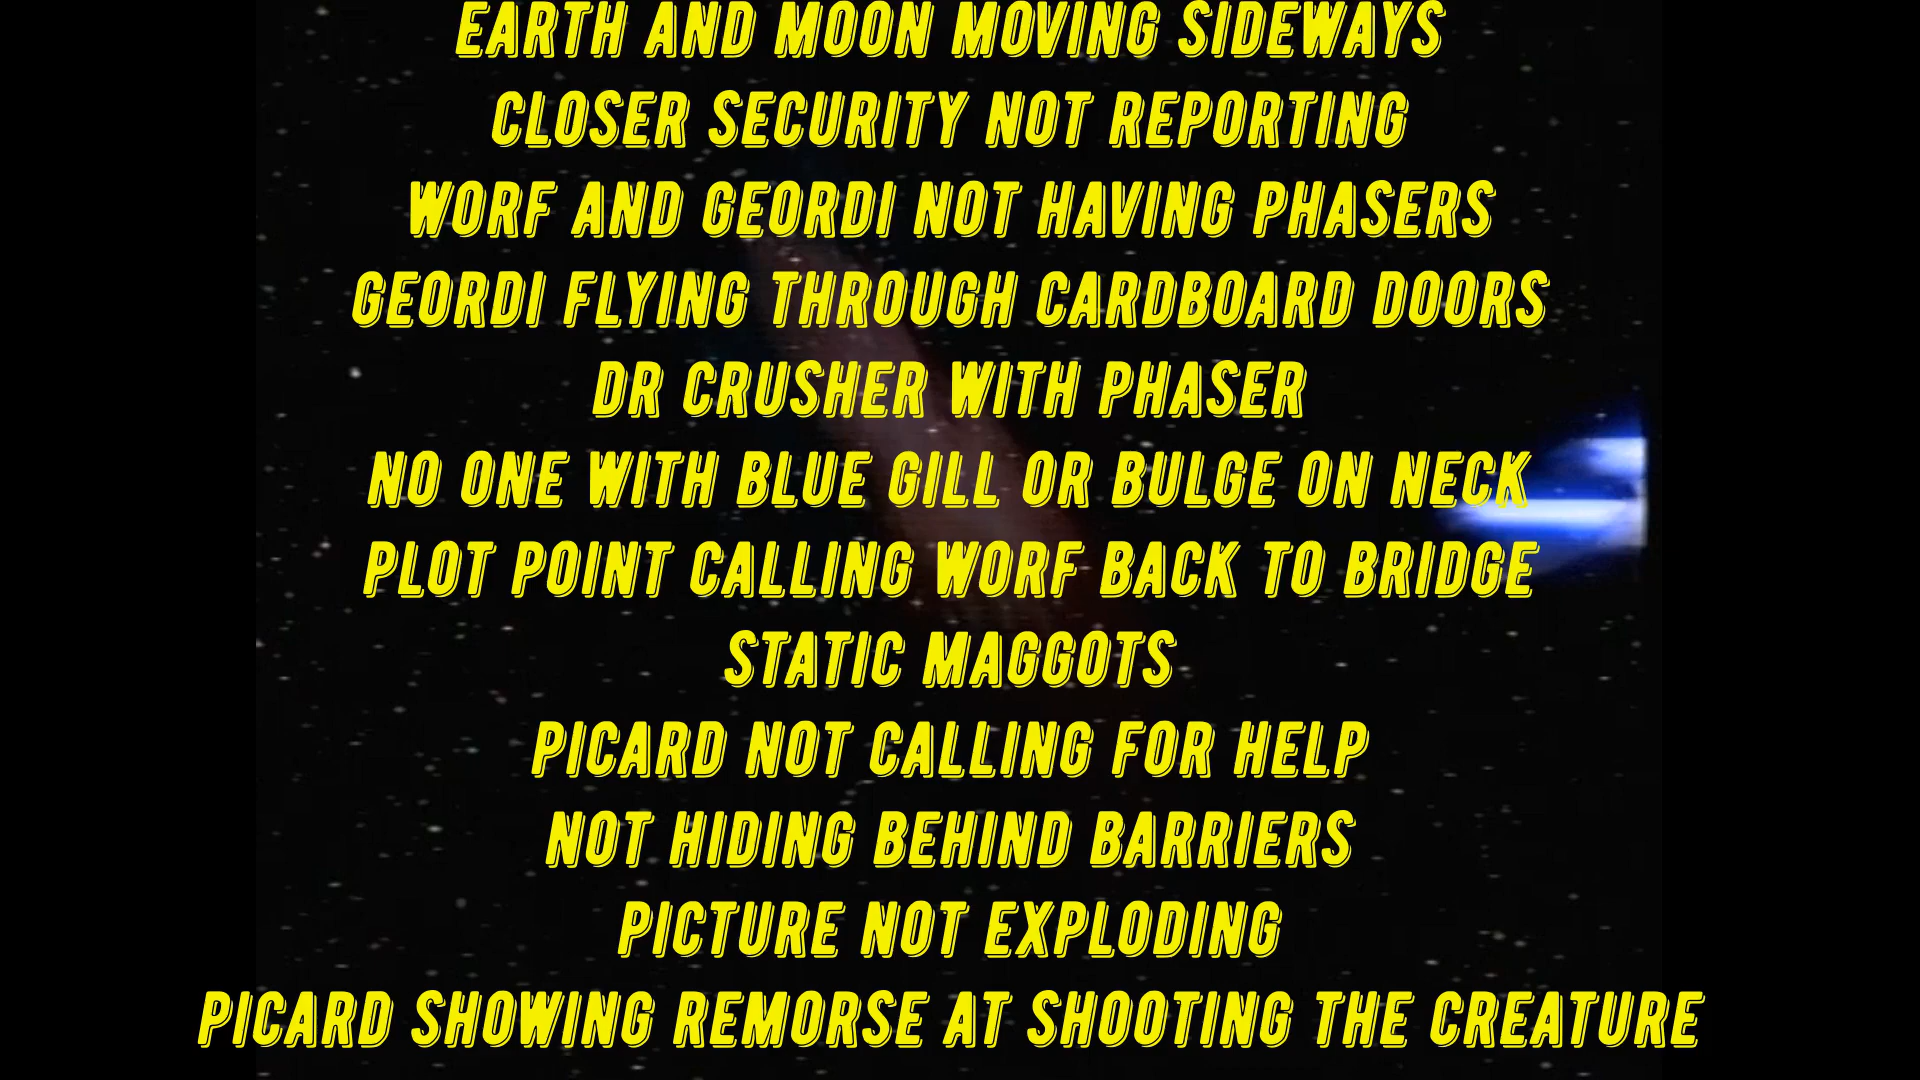 EARTH AND MOON MOVING SIDEWAYS
CLOSER SECURITY NOT REPORTING
WORF AND GEORDI NOT HAVING PHASERS
GEORDI FLYING THROUGH CARDBOARD DOORS
DR CRUSHER WITH PHASER
NO ONE WITH BLUE GILL OR BULGE ON NECK
PLOT POINT CALLING WORF BACK TO BRIDGE
STATIC MAGGOTS
PICARD NOT CALLING FOR HELP
NOT HIDING BEHIND BARRIERS
PICTURE NOT EXPLODING
PICARD SHOWING REMORSE AT SHOOTING THE CREATURE